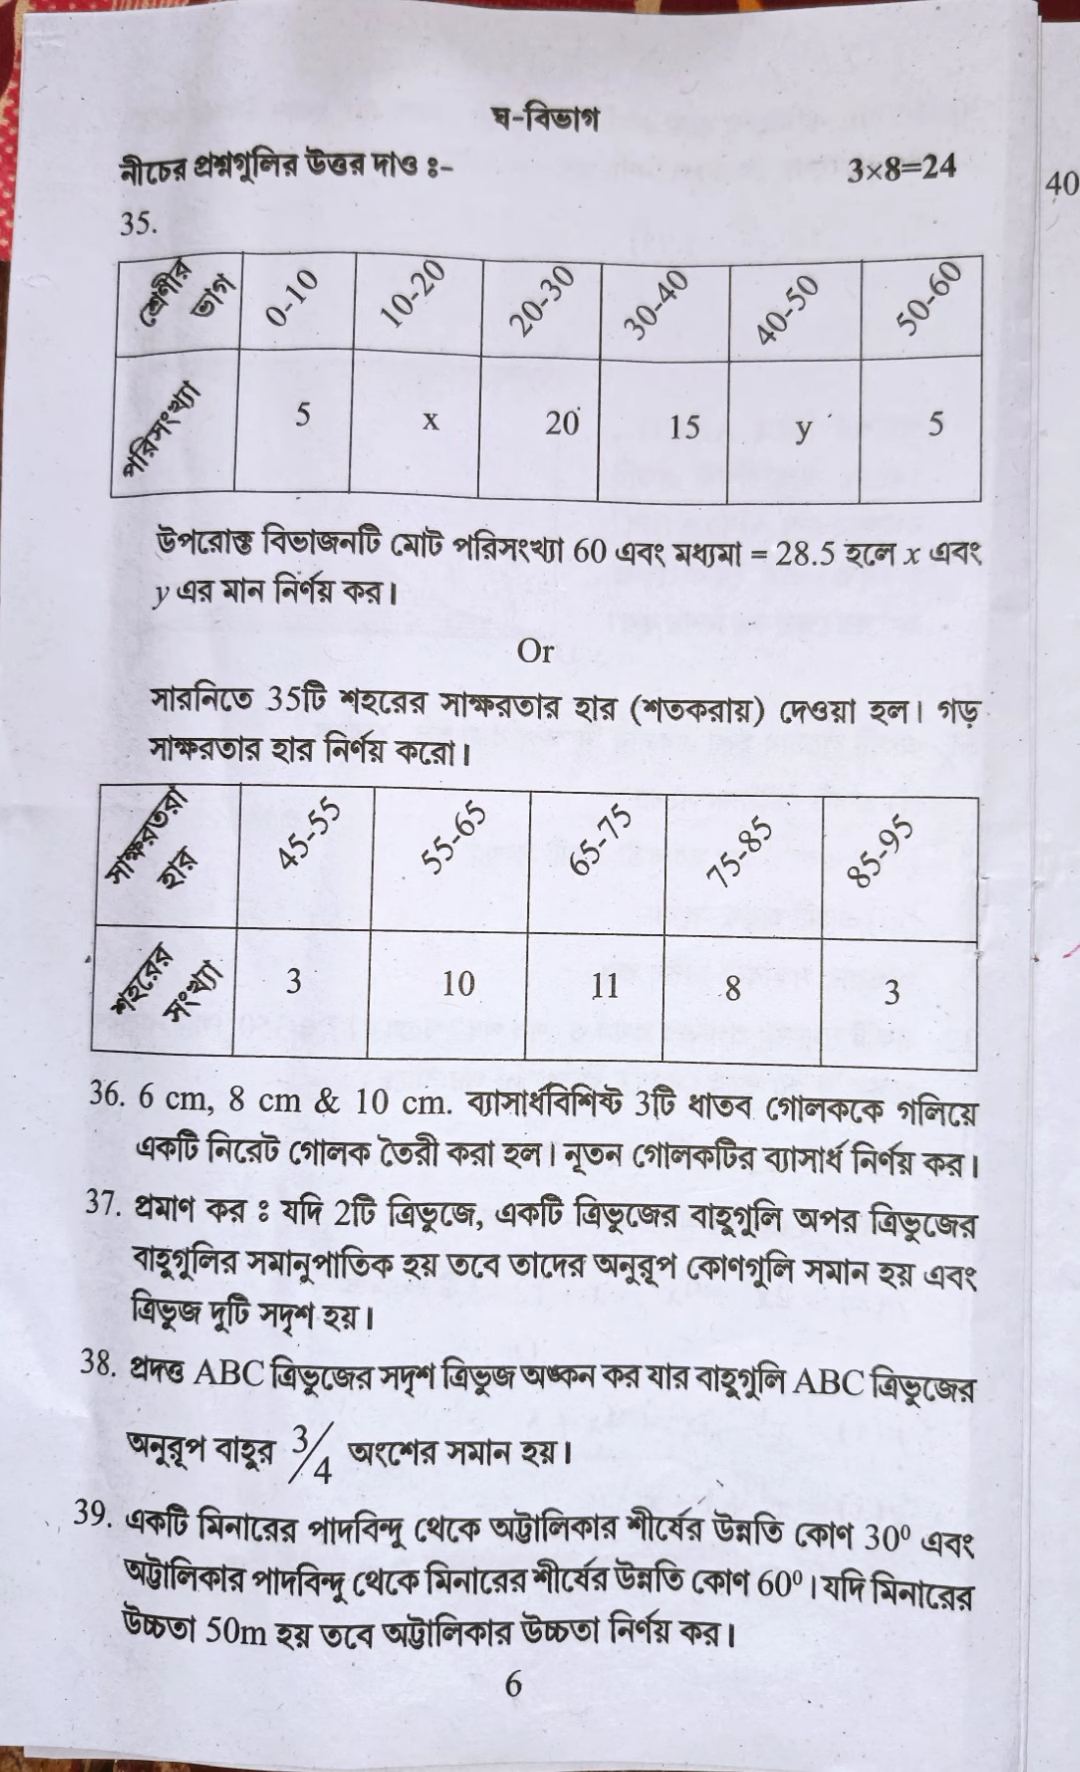 ঘ-বিভাগ
নীচের প্রশ্নগুলির উত্তর দাও ঃ- 3×8=24
35.
শ্রেণীর ভাগ 0-10 10-20 20-30 30-40 40-50 50-60
পরিসংখ্যা 5 x 20 15 y 5
উপরোক্ত বিভাজনটি মোট পরিসংখ্যা 60 এবং মধ্যমা = 28.5 হলে x এবং
y এর মান নির্ণয় কর।
Or
সারনিতে 35টি শহরের সাক্ষরতার হার (শতকরায়) দেওয়া হল। গড়
সাক্ষরতার হার নির্ণয় করো।
সাক্ষরতরা হার 45-55 55-65 65-75 75-85 85-95
শহরের সংখ্যা 3 10 11 8 3
36. 6 cm, 8 cm & 10 cm. ব্যাসার্ধবিশিষ্ট 3টি ধাতব গোলককে গলিয়ে
একটি নিরেট গোলক তৈরী করা হল। নূতন গোলকটির ব্যাসার্ধ নির্ণয় কর।
37. প্রমাণ কর ঃ যদি 2টি ত্রিভুজে, একটি ত্রিভুজের বাহুগুলি অপর ত্রিভুজের
বাহুগুলির সমানুপাতিক হয় তবে তাদের অনুরূপ কোণগুলি সমান হয় এবং
ত্রিভুজ দুটি সদৃশ হয়।
38. প্রদত্ত ABC ত্রিভুজের সদৃশ ত্রিভুজ অঙ্কন কর যার বাহুগুলি ABC ত্রিভুজের
অনুরূপ বাহুর 3/4 অংশের সমান হয়।
39. একটি মিনারের পাদবিন্দু থেকে অট্টালিকার শীর্ষের উন্নতি কোণ 30⁰ এবং
অট্টালিকার পাদবিন্দু থেকে মিনারের শীর্ষের উন্নতি কোণ 60⁰। যদি মিনারের
উচ্চতা 50m হয় তবে অট্টালিকার উচ্চতা নির্ণয় কর।
6
40